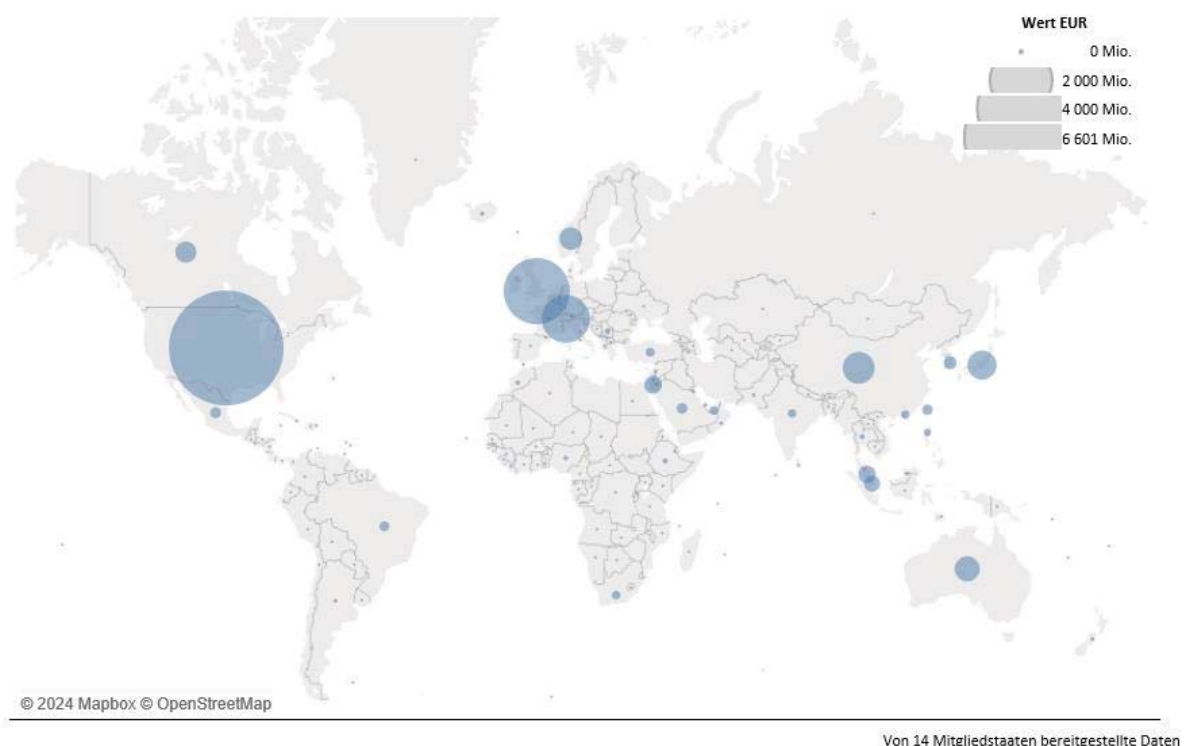 Wert EUR
0 Mio.
2 000 Mio.
4 000 Mio.
6 601 Mio.
© 2024 Mapbox © OpenStreetMap
Von 14 Mitgliedstaaten bereitgestellte Daten